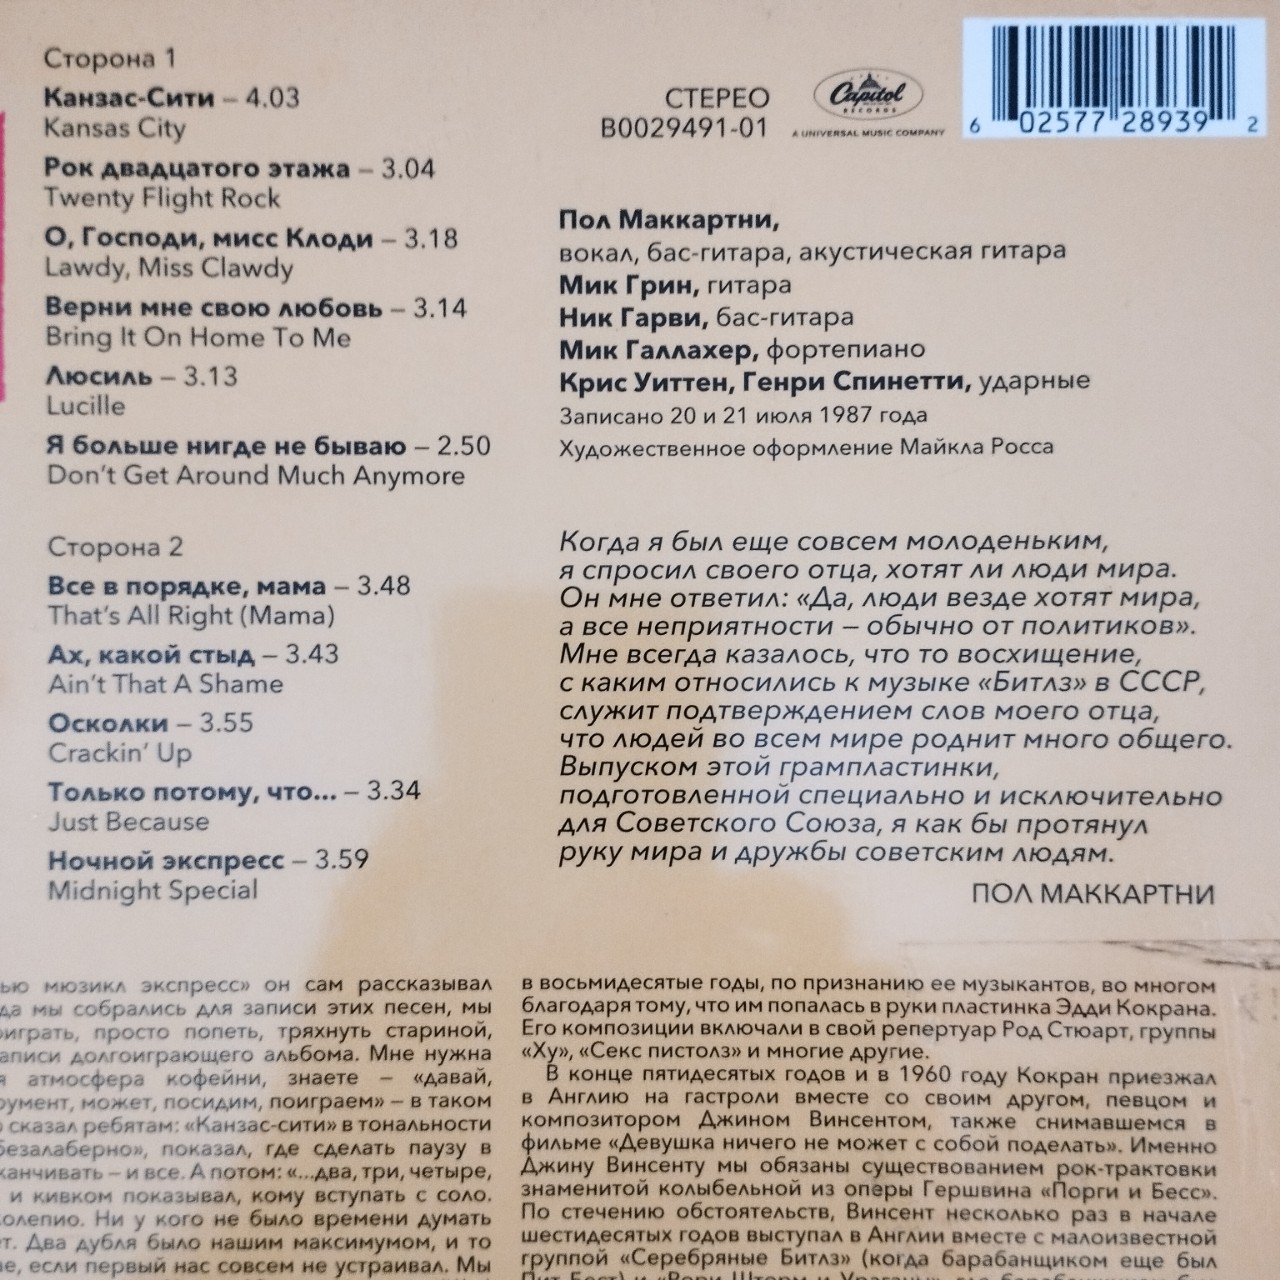 Сторона 1
Канзас-Сити – 4.03
Kansas City
Рок двадцатого этажа – 3.04
Twenty Flight Rock
О, Господи, мисс Клоди – 3.18
Lawdy, Miss Clawdy
Верни мне свою любовь – 3.14
Bring It On Home To Me
Люсиль – 3.13
Lucille
Я больше нигде не бываю – 2.50
Don't Get Around Much Anymore
Сторона 2
Все в порядке, мама – 3.48
That's All Right (Mama)
Ах, какой стыд – 3.43
Ain't That A Shame
Осколки – 3.55
Crackin' Up
Только потому, что... – 3.34
Just Because
Ночной экспресс – 3.59
Midnight Special
СТЕРЕО
B0029491-01
Capitol
RECORDS
A UNIVERSAL MUSIC COMPANY
6 02577 28939 2
Пол Маккартни,
вокал, бас-гитара, акустическая гитара
Мик Грин, гитара
Ник Гарви, бас-гитара
Мик Галлахер, фортепиано
Крис Уиттен, Генри Спинетти, ударные
Записано 20 и 21 июля 1987 года
Художественное оформление Майкла Росса
Когда я был еще совсем молоденьким,
я спросил своего отца, хотят ли люди мира.
Он мне ответил: «Да, люди везде хотят мира,
а все неприятности – обычно от политиков».
Мне всегда казалось, что то восхищение,
с каким относились к музыке «Битлз» в СССР,
служит подтверждением слов моего отца,
что людей во всем мире роднит много общего.
Выпуском этой грампластинки,
подготовленной специально и исключительно
для Советского Союза, я как бы протянул
руку мира и дружбы советским людям.
ПОЛ МАККАРТНИ
мюзикл экспресс» он сам рассказывал
мы собрались для записи этих песен, мы
просто попеть, тряхнуть стариной,
долгоиграющего альбома. Мне нужна
атмосфера кофейни, знаете – «давай,
может, посидим, поиграем» – в таком
сказал ребятам: «Канзас-сити» в тональности
показал, где сделать паузу в
– и все. А потом: «...два, три, четыре,
и кивком показывал, кому вступать с соло.
Ни у кого не было времени думать
Два дубля было нашим максимумом, и то
если первый нас совсем не устраивал. Мы
в восьмидесятые годы, по признанию ее музыкантов, во многом
благодаря тому, что им попалась в руки пластинка Эдди Кокрана.
Его композиции включали в свой репертуар Род Стюарт, группы
«Ху», «Секс пистолз» и многие другие.
В конце пятидесятых годов и в 1960 году Кокран приезжал
в Англию на гастроли вместе со своим другом, певцом и
композитором Джином Винсентом, также снимавшемся в
фильме «Девушка ничего не может с собой поделать». Именно
Джину Винсенту мы обязаны существованием рок-трактовки
знаменитой колыбельной из оперы Гершвина «Порги и Бесс».
По стечению обстоятельств, Винсент несколько раз в начале
шестидесятых годов выступал в Англии вместе с малоизвестной
группой «Серебряные Битлз» (когда барабанщиком еще был